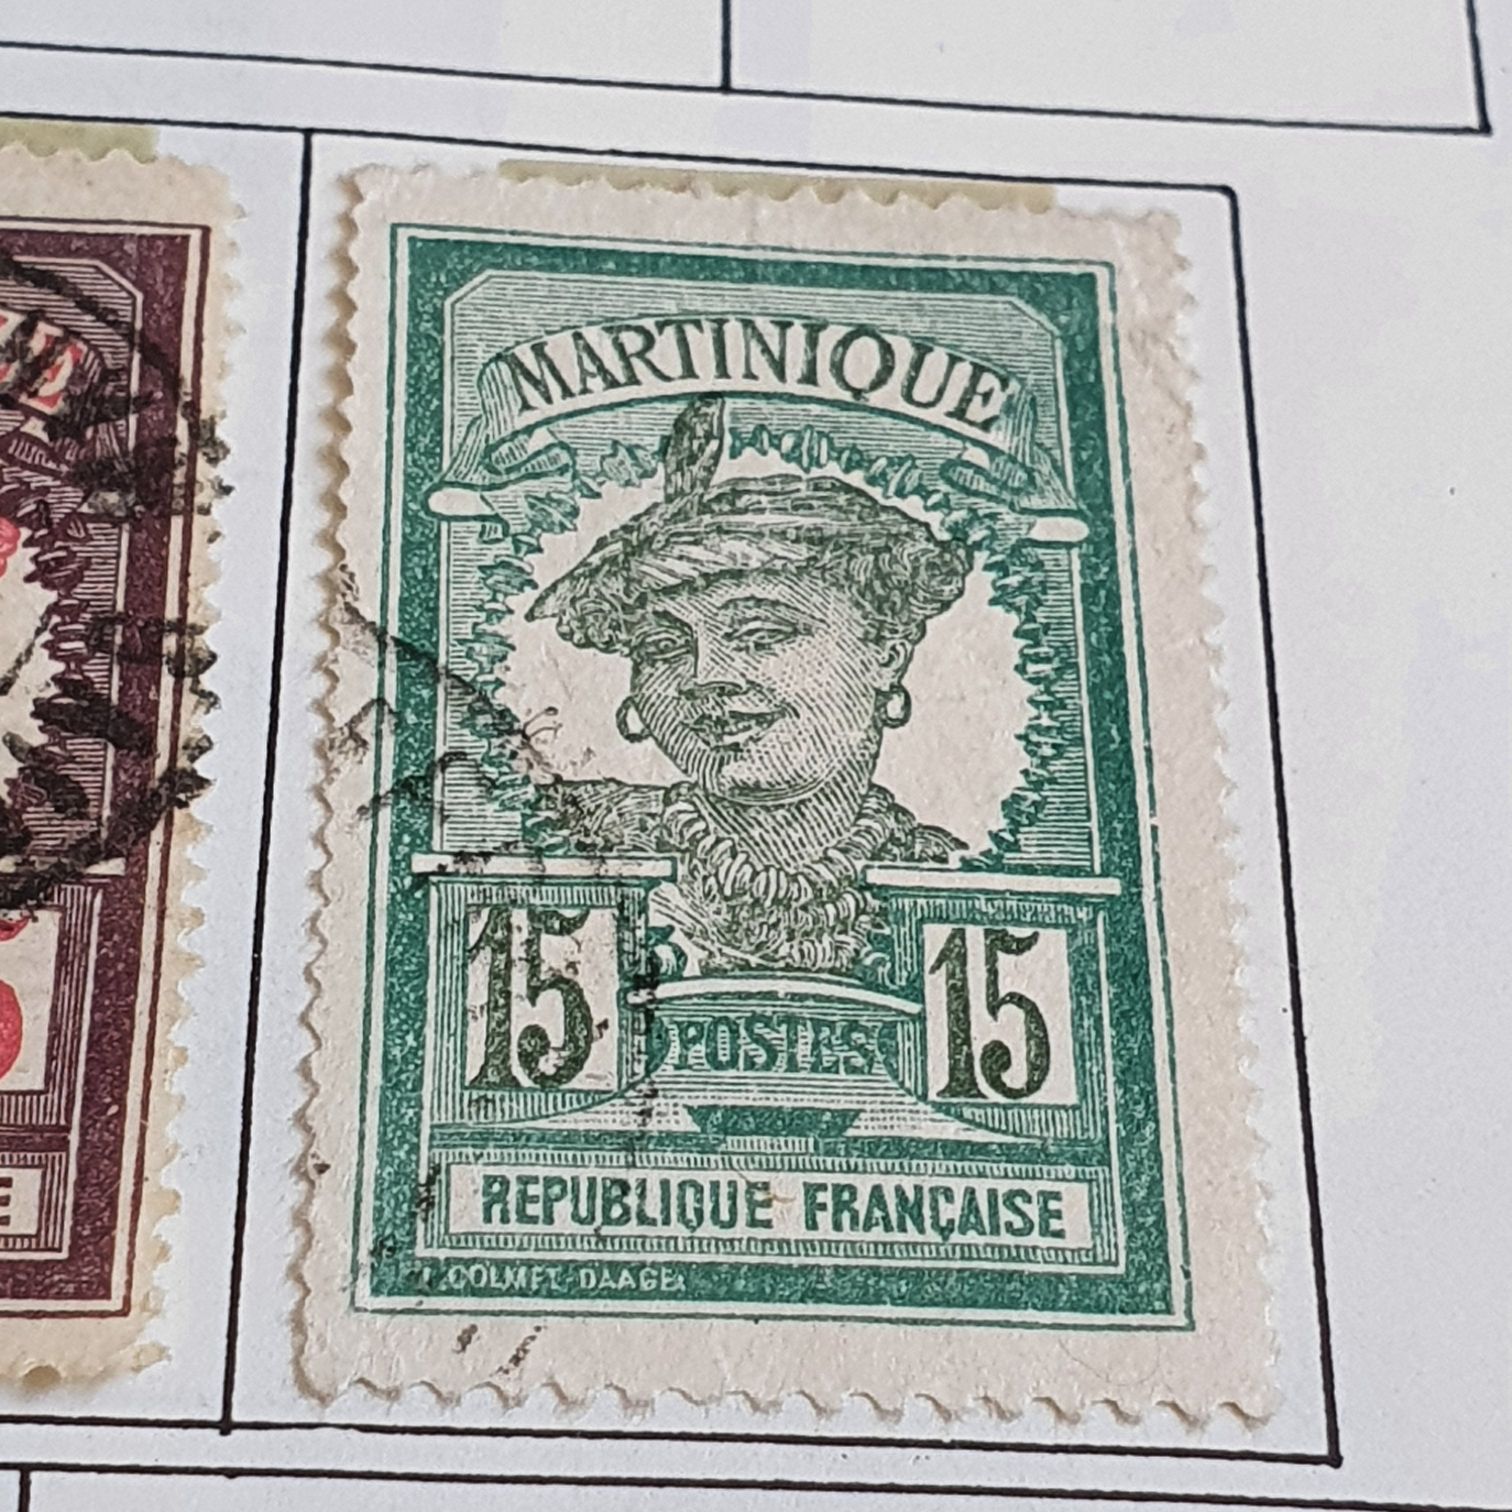 MARTINIQUE
15 15
POSTES
REPUBLIQUE FRANÇAISE
COLMET-DAAGE.